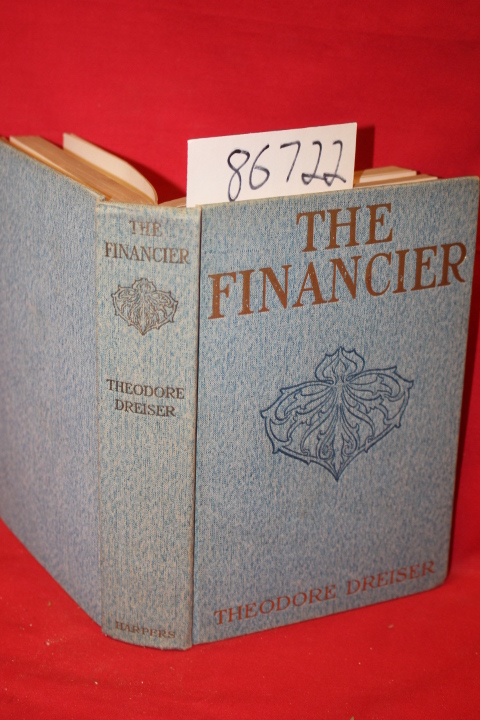 86722
THE
FINANCIER
THEODORE
DREISER
HARPERS
THE
FINANCIER
THEODORE DREISER